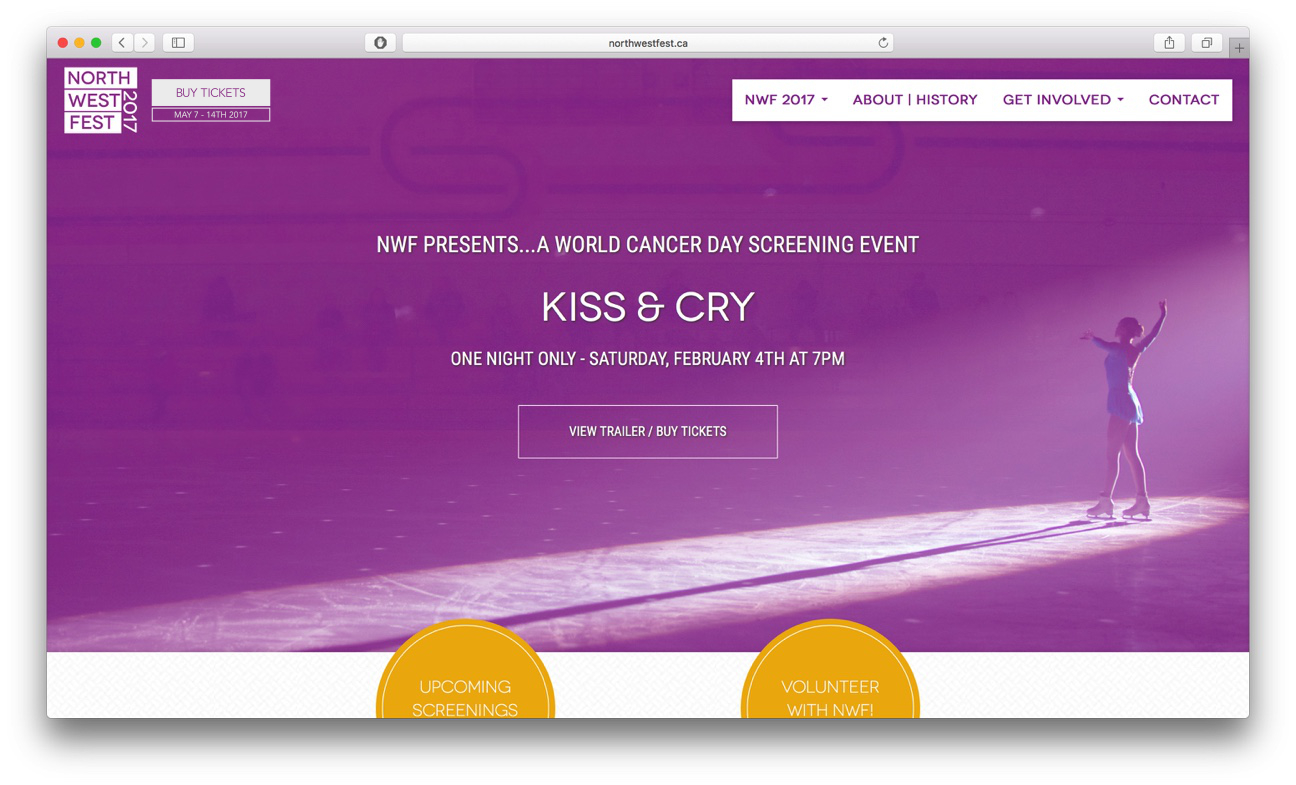 northwestfest.ca
NORTH
WEST
FEST
2017
BUY TICKETS
MAY 7 - 14TH 2017
NWF 2017
ABOUT | HISTORY
GET INVOLVED
CONTACT
NWF PRESENTS...A WORLD CANCER DAY SCREENING EVENT
KISS & CRY
ONE NIGHT ONLY - SATURDAY, FEBRUARY 4TH AT 7PM
VIEW TRAILER / BUY TICKETS
UPCOMING
SCREENINGS
VOLUNTEER
WITH NWF!